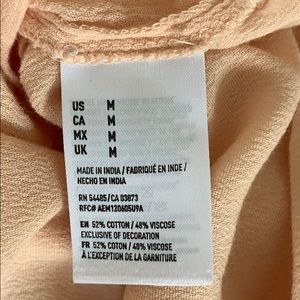 US M
CA M
MX M
UK M
MADE IN INDIA / FABRIQUÉ EN INDE /
HECHO EN INDIA
RN 54485/CA 03873
RFC# AEM120605U9A
EN 52% COTTON / 48% VISCOSE
EXCLUSIVE OF DECORATION
FR 52% COTON / 48% VISCOSE
À L'EXCEPTION DE LA GARNITURE